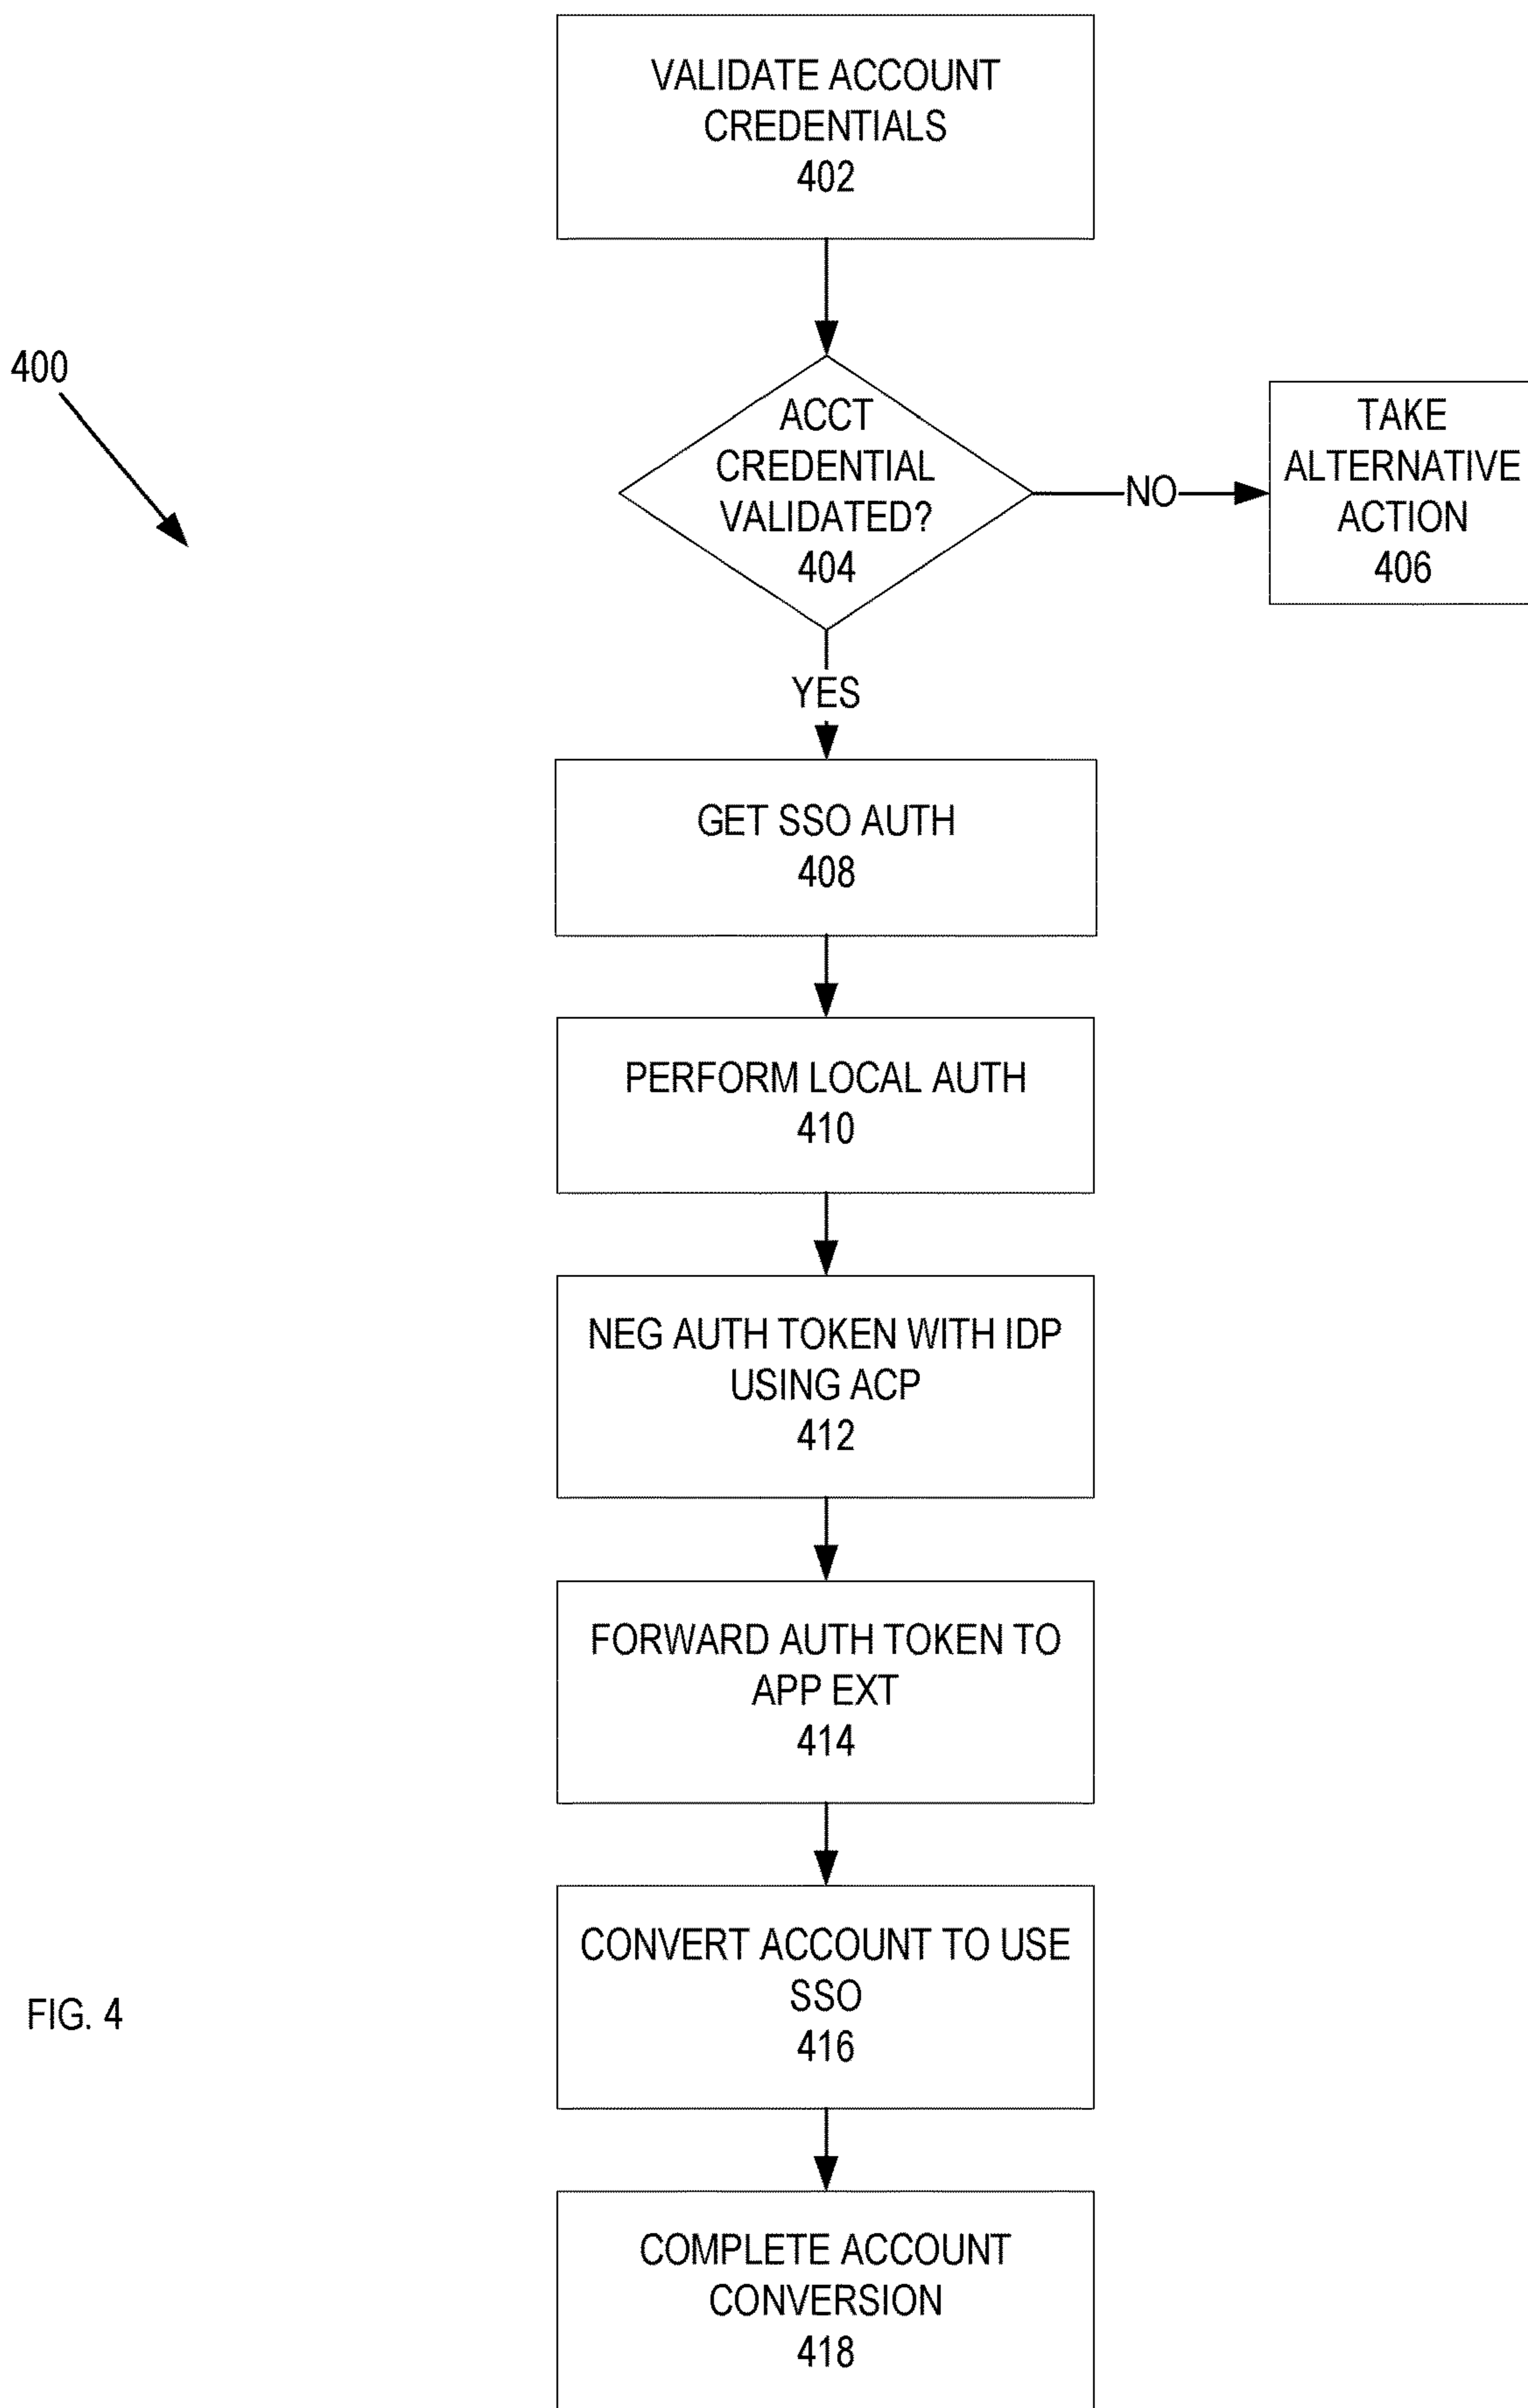 VALIDATE ACCOUNT
CREDENTIALS
402
400
ACCT
CREDENTIAL
VALIDATED?
404
NO
TAKE
ALTERNATIVE
ACTION
406
YES
GET SSO AUTH
408
PERFORM LOCAL AUTH
410
NEG AUTH TOKEN WITH IDP
USING ACP
412
FORWARD AUTH TOKEN TO
APP EXT
414
CONVERT ACCOUNT TO USE
SSO
416
FIG. 4
COMPLETE ACCOUNT
CONVERSION
418